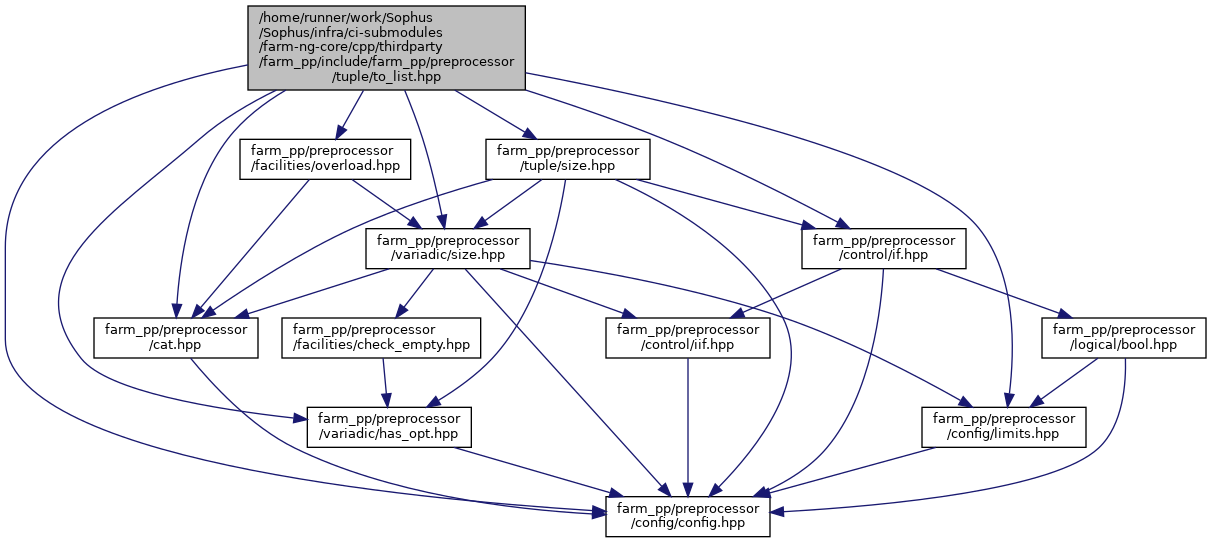 /home/runner/work/Sophus
/Sophus/infra/ci-submodules
/farm-ng-core/cpp/thirdparty
/farm_pp/include/farm_pp/preprocessor
/tuple/to_list.hpp
farm_pp/preprocessor
/facilities/overload.hpp
farm_pp/preprocessor
/tuple/size.hpp
farm_pp/preprocessor
/variadic/size.hpp
farm_pp/preprocessor
/control/if.hpp
farm_pp/preprocessor
/cat.hpp
farm_pp/preprocessor
/facilities/check_empty.hpp
farm_pp/preprocessor
/control/iif.hpp
farm_pp/preprocessor
/logical/bool.hpp
farm_pp/preprocessor
/variadic/has_opt.hpp
farm_pp/preprocessor
/config/limits.hpp
farm_pp/preprocessor
/config/config.hpp